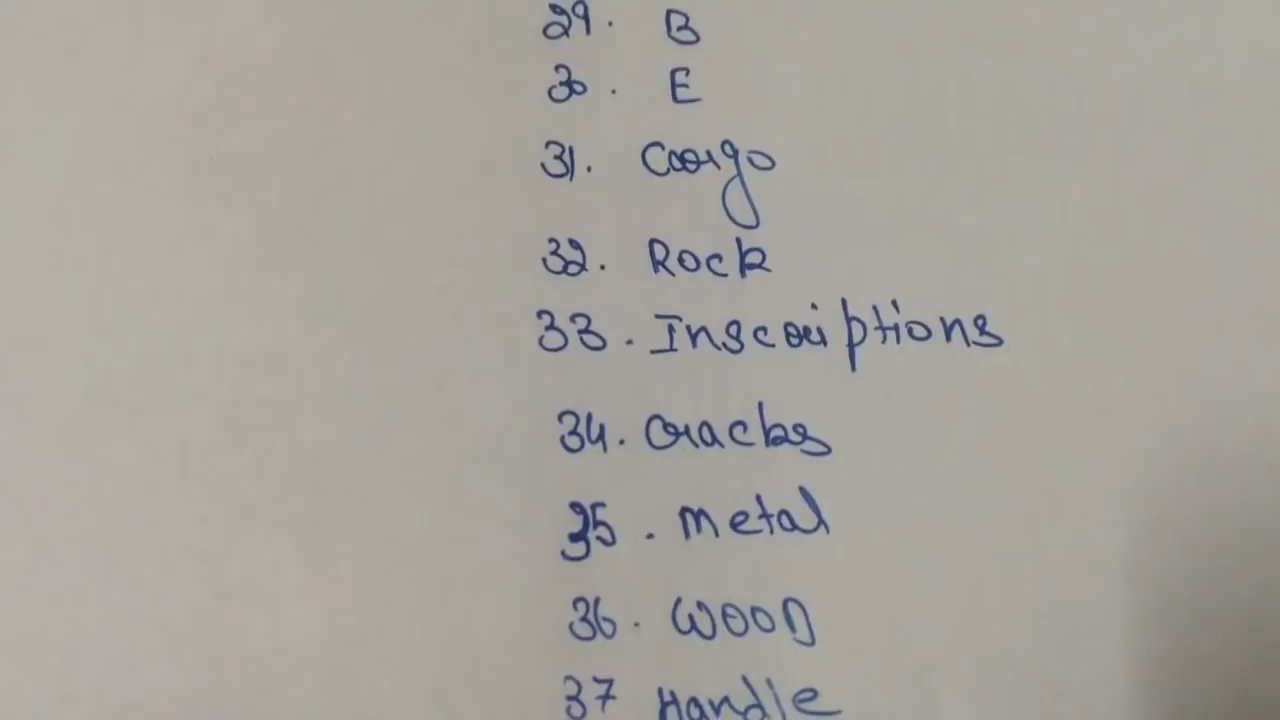 29. B
30. E
31. Cargo
32. Rock
33. Inscriptions
34. cracks
35. metal
36. WOOD
37 Handle